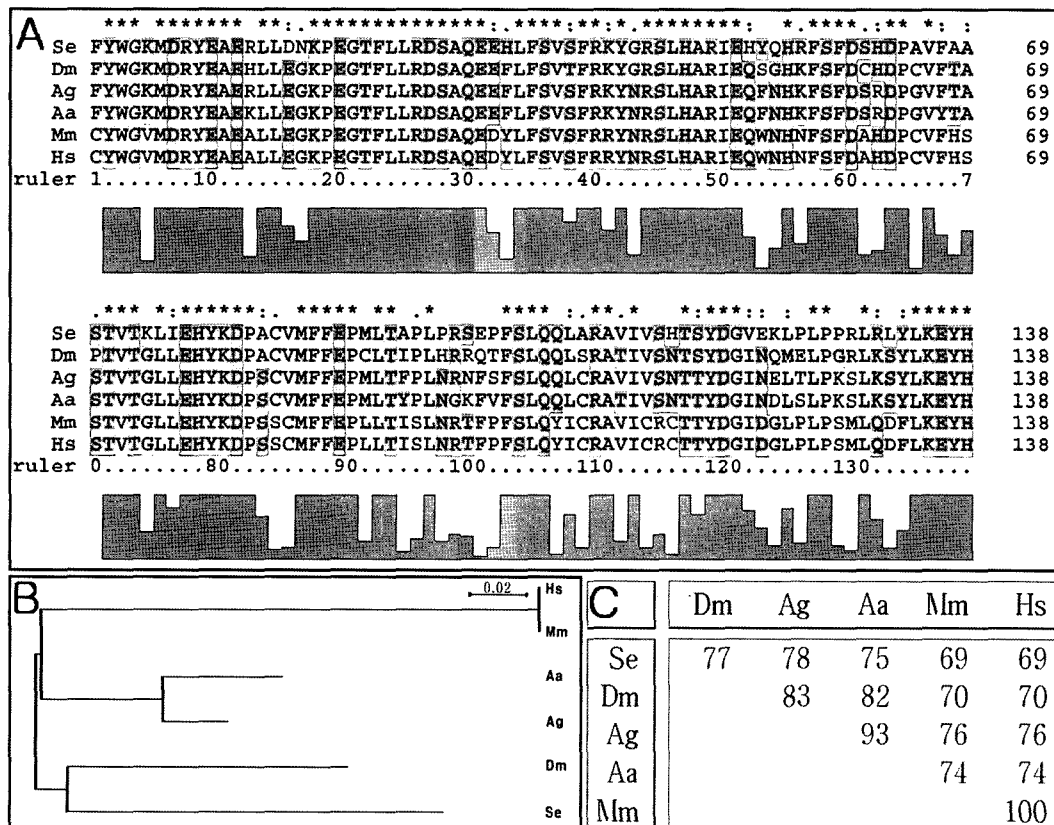 A
Se FYWGKMDRYEAERLLDNKPEGTFLLRDSAQEEHLFSVSFRKYGRSLHARIEHYQHRFSFDSHDPAVFAA 69
Dm FYWGKMDRYEAEHLLEGKPEGTFLLRDSAQEEFLFSVTFRKYGRSLHARIEQSGHKFSFDCHDPCVFTA 69
Ag FYWGKMDRYEAERLLEGKPEGTFLLRDSAQEEFLFSVSFRKYNRSLHARIEQFNHKFSFDSRDPGVFTA 69
Aa FYWGKMDRYEAEKLLEGKPEGTFLLRDSAQEEFLFSVSFRKYNRSLHARIEQFNHKFSFDSRDPGVYTA 69
Mm CYWGVMDRYEAEALLEGKPEGTFLLRDSAQEDYLFSVSFRRYNRSLHARIEQWNHNFSFDAHDPCVFHS 69
Hs CYWGVMDRYEAEALLEGKPEGTFLLRDSAQEDYLFSVSFRRYNRSLHARIEQWNHNFSFDAHDPCVFHS 69
ruler 1.......10........20........30........40........50........60........7
Se STVTKLIEHYKDPACVMFFEPMLTAPLPRSEPFSLQQLARAVIVSHTSYDGVEKLPLPPRLRLYLKEYH 138
Dm PTVTGLLEHYKDPACVMFFEPCLTIPLHRRQTFSLQQLSRATIVSNTSYDGINQMELPGRLKSYLKEYH 138
Ag STVTGLLEHYKDPSCVMFFEPMLTFPLNRNFSFSLQQLCRAVIVSNTTYDGINELTLPKSLKSYLKEYH 138
Aa STVTGLLEHYKDPSCVMFFEPMLTYPLNGKFVFSLQQLCRAVIVSNTTYDGINDLSLPKSLKSYLKEYH 138
Mm STVTGLLEHYKDPSSCMFFEPLLTISLNRTFPFSLQYICRAVICRCTTYDGIDGLPLPSMLQDFLKEYH 138
Hs STVTGLLEHYKDPSSCMFFEPLLTISLNRTFPFSLQYICRAVICRCTTYDGIDGLPLPSMLQDFLKEYH 138
ruler 0........80........90.......100.......110.......120.......130........
B 0.02
Hs
Mm
Aa
Ag
Dm
Se
C Dm Ag Aa Mm Hs
Se 77 78 75 69 69
Dm 83 82 70 70
Ag 93 76 76
Aa 74 74
Mm 100